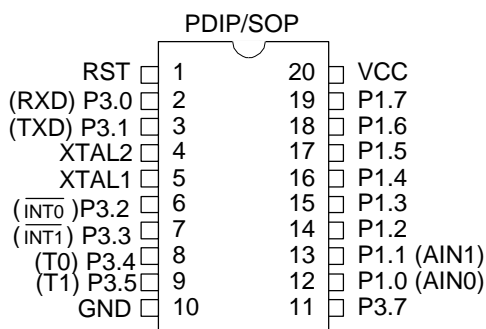 PDIP/SOP
RST 1 20 VCC
(RXD) P3.0 2 19 P1.7
(TXD) P3.1 3 18 P1.6
XTAL2 4 17 P1.5
XTAL1 5 16 P1.4
(INT0 )P3.2 6 15 P1.3
(INT1) P3.3 7 14 P1.2
(T0) P3.4 8 13 P1.1 (AIN1)
(T1) P3.5 9 12 P1.0 (AIN0)
GND 10 11 P3.7